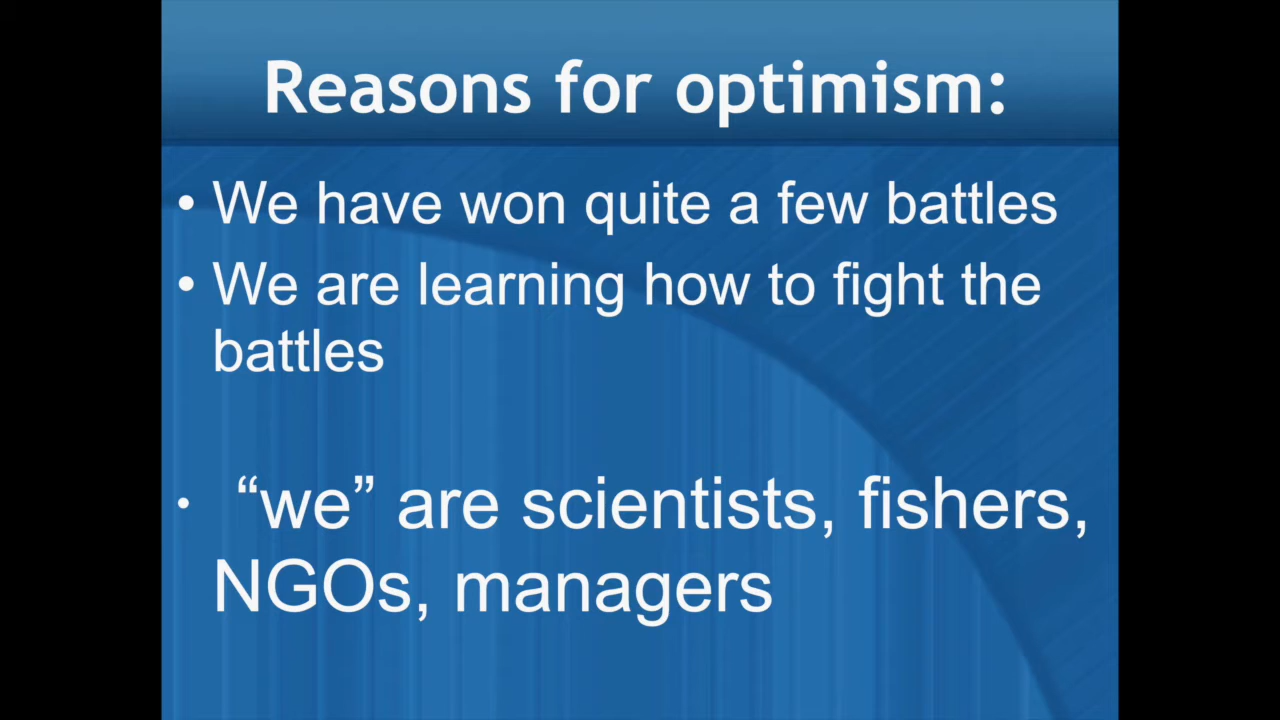 Reasons for optimism:
• We have won quite a few battles
• We are learning how to fight the
battles
• “we” are scientists, fishers,
NGOs, managers